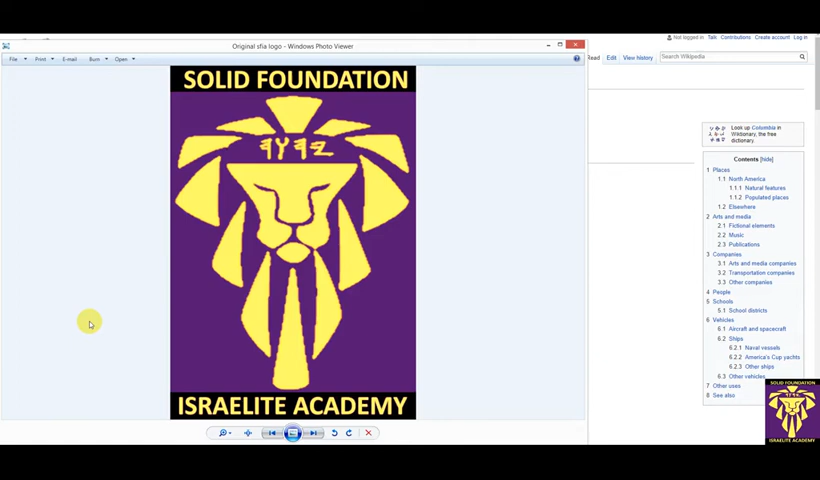 Original sfia logo - Windows Photo Viewer
File Print E-mail Burn Open
SOLID FOUNDATION
𐤉𐤄𐤅𐤄
ISRAELITE ACADEMY
Not logged in Talk Contributions Create account Log in
Read Edit View history Search Wikipedia
Look up Columbia in
Wiktionary, the free
dictionary.
Contents [hide]
1 Places
1.1 North America
1.1.1 Natural features
1.1.2 Populated places
1.2 Elsewhere
2 Arts and media
2.1 Fictional elements
2.2 Music
2.3 Publications
3 Companies
3.1 Arts and media companies
3.2 Transportation companies
3.3 Other companies
4 People
5 Schools
5.1 School districts
6 Vehicles
6.1 Aircraft and spacecraft
6.2 Ships
6.2.1 Naval vessels
6.2.2 America's Cup yachts
6.2.3 Other ships
6.3 Other vehicles
7 Other uses
8 See also
SOLID FOUNDATION
𐤉𐤄𐤅𐤄
ISRAELITE ACADEMY